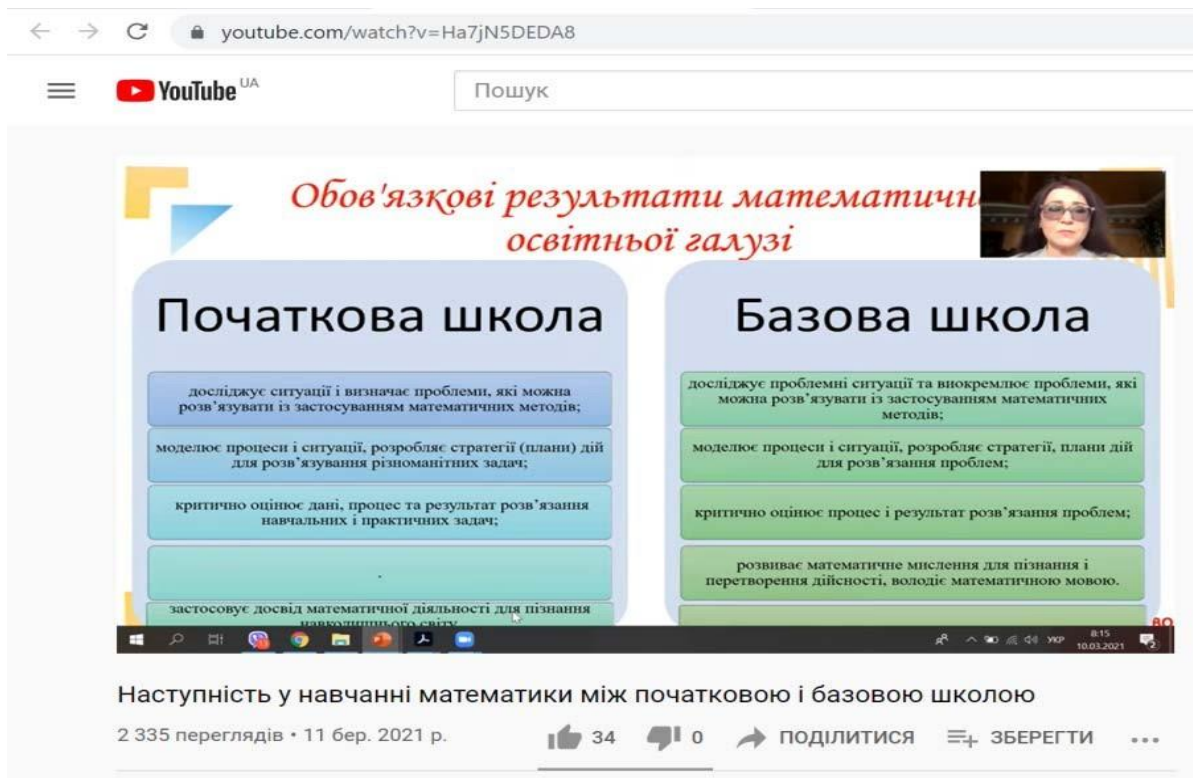 youtube.com/watch?v=Ha7jN5DEDA8
YouTube UA
Пошук
Обов'язкові результати математичн
освітньої галузі
Початкова школа
досліджує ситуації і визначає проблеми, які можна
розв’язувати із застосуванням математичних методів;
моделює процеси і ситуації, розробляє стратегії (плани) дій
для розв’язування різноманітних задач;
критично оцінює дані, процес та результат розв’язання
навчальних і практичних задач;
.
застосовує досвід математичної діяльності для пізнання
навколишнього світу
Базова школа
досліджує проблемні ситуації та виокремлює проблеми, які
можна розв’язувати із застосуванням математичних
методів;
моделює процеси і ситуації, розробляє стратегії, плани дій
для розв’язання проблем;
критично оцінює процес і результат розв’язання проблем;
розвиває математичне мислення для пізнання і
перетворення дійсності, володіє математичною мовою.
УКР
8:15
10.03.2021
2
Наступність у навчанні математики між початковою і базовою школою
2 335 переглядів • 11 бер. 2021 р.
34
0
ПОДІЛИТИСЯ
ЗБЕРЕГТИ